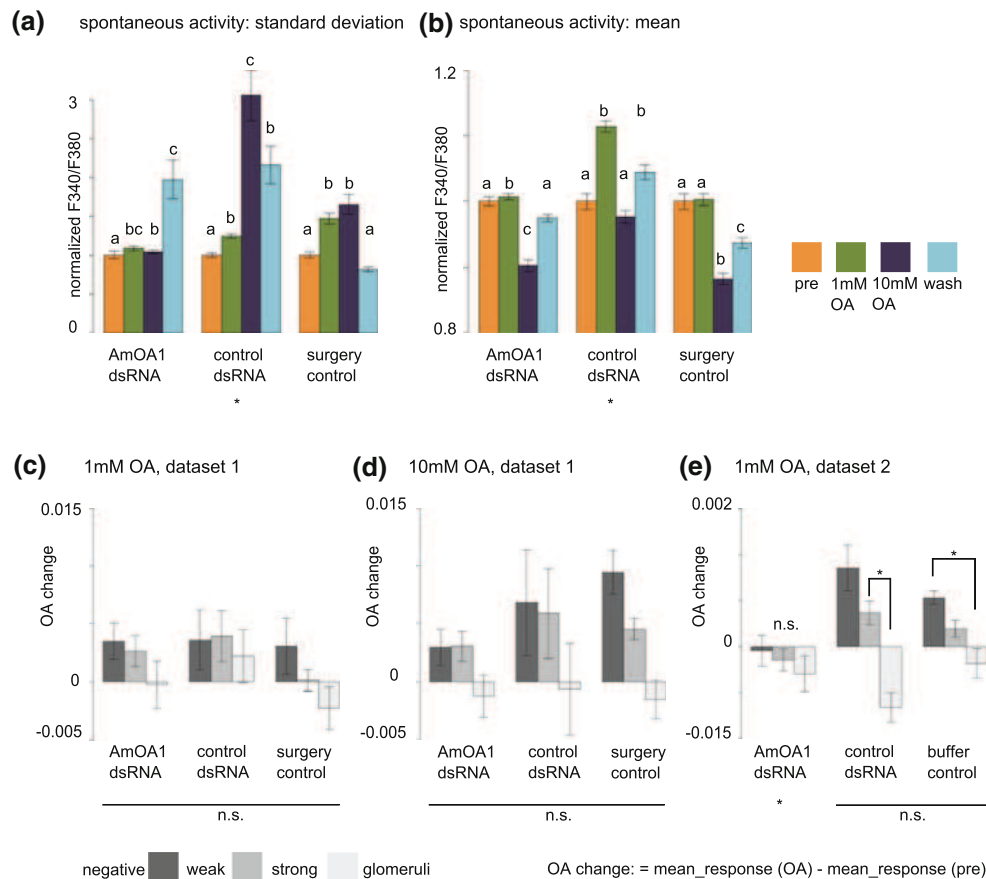 (a) spontaneous activity: standard deviation
normalized F340/F380
3
0
a bc b c
a b c b
a b b a
AmOA1 dsRNA
control dsRNA
surgery control
*
(b) spontaneous activity: mean
normalized F340/F380
1.2
0.8
a b c a
a b a b
a a b c
AmOA1 dsRNA
control dsRNA
surgery control
*
pre
1mM OA
10mM OA
wash
(c) 1mM OA, dataset 1
OA change
0.015
0
-0.005
AmOA1 dsRNA
control dsRNA
surgery control
n.s.
(d) 10mM OA, dataset 1
OA change
0.015
0
-0.005
AmOA1 dsRNA
control dsRNA
surgery control
n.s.
(e) 1mM OA, dataset 2
OA change
0.002
0
-0.015
n.s.
*
*
AmOA1 dsRNA
control dsRNA
buffer control
*
n.s.
negative weak strong glomeruli
OA change: = mean_response (OA) - mean_response (pre)